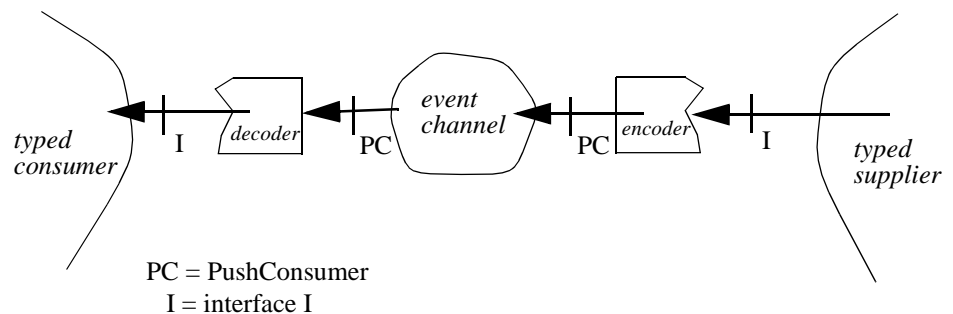 typed
consumer
I
decoder
PC
event
channel
PC
encoder
I
typed
supplier
PC = PushConsumer
I = interface I